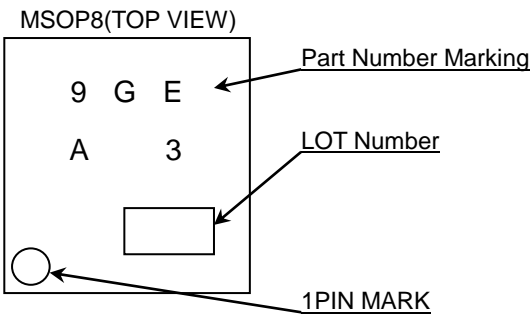 MSOP8(TOP VIEW)
Part Number Marking
9 G E
A 3
LOT Number
1PIN MARK